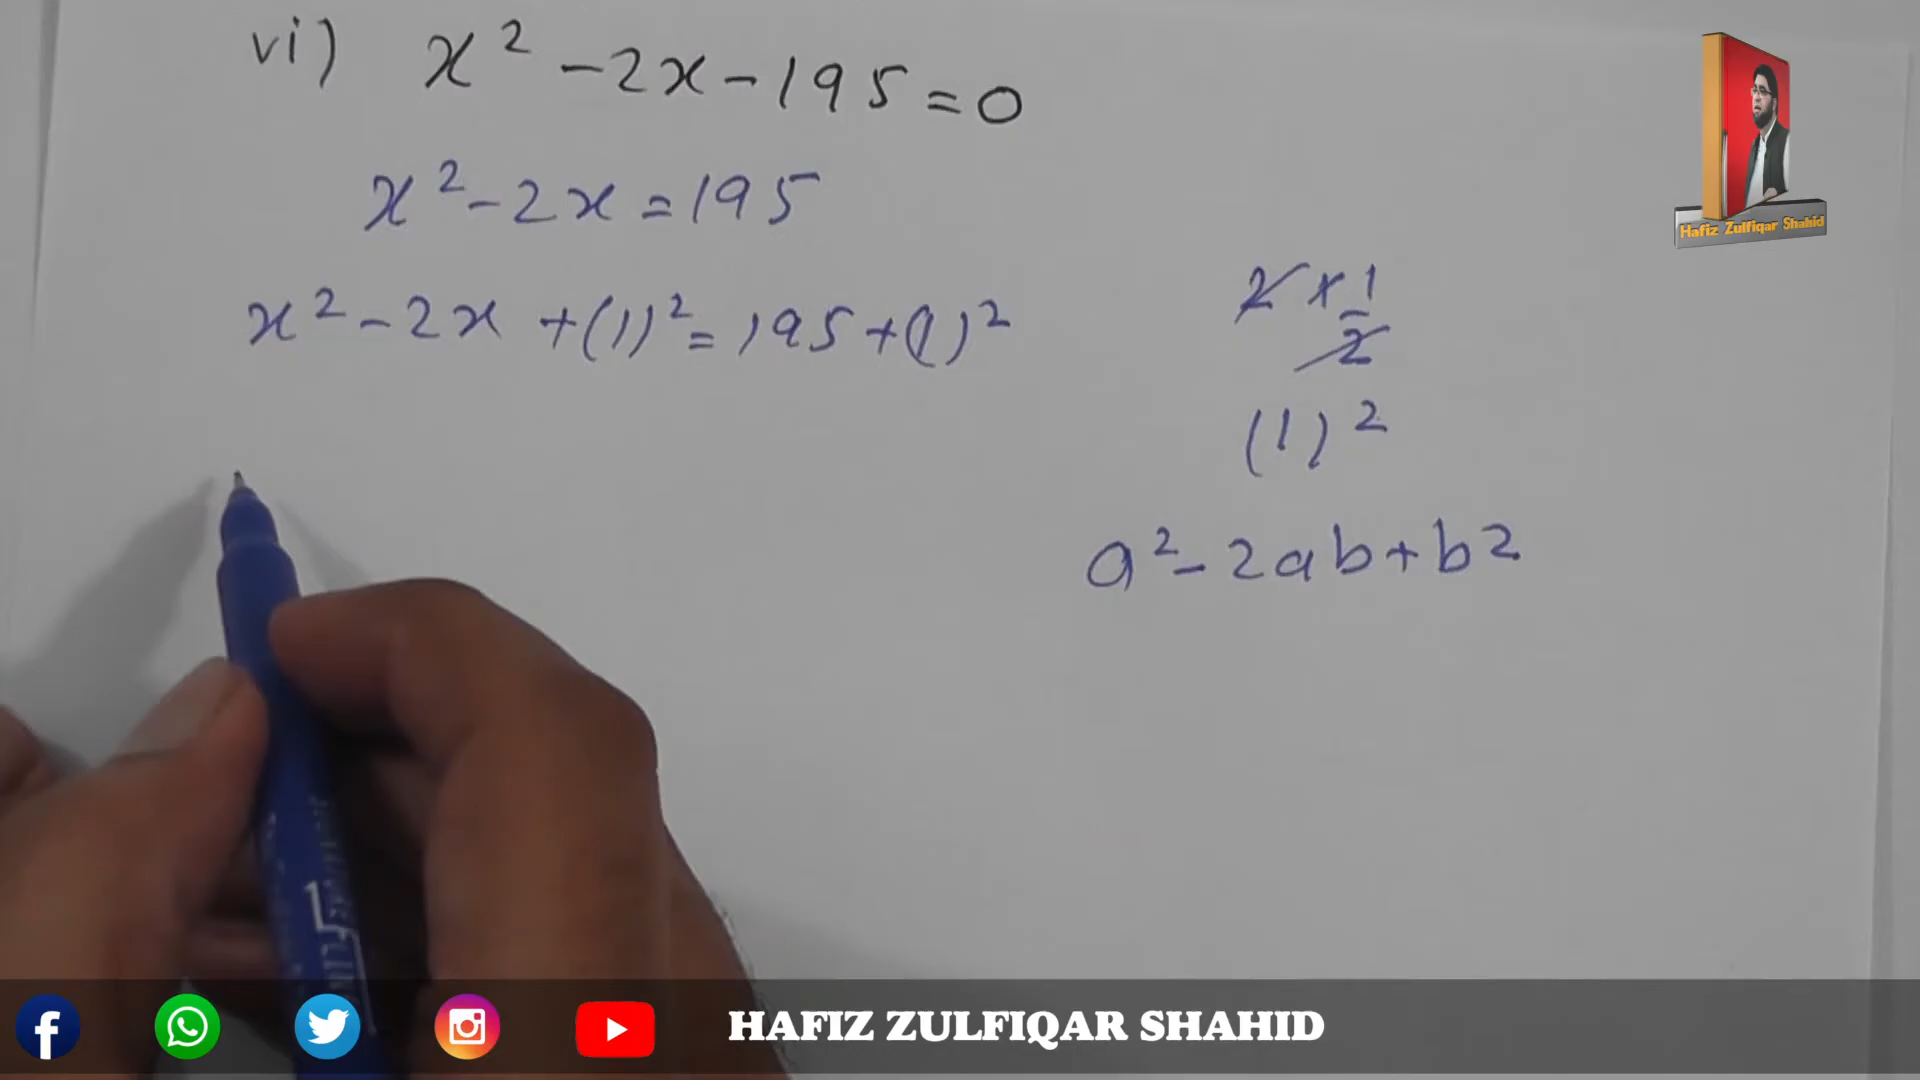 vi) x² - 2x - 195 = 0
x² - 2x = 195
x² - 2x + (1)² = 195 + (1)²
2 × 1/2
(1)²
a² - 2ab + b²
Hafiz Zulfiqar Shahid
HAFIZ ZULFIQAR SHAHID